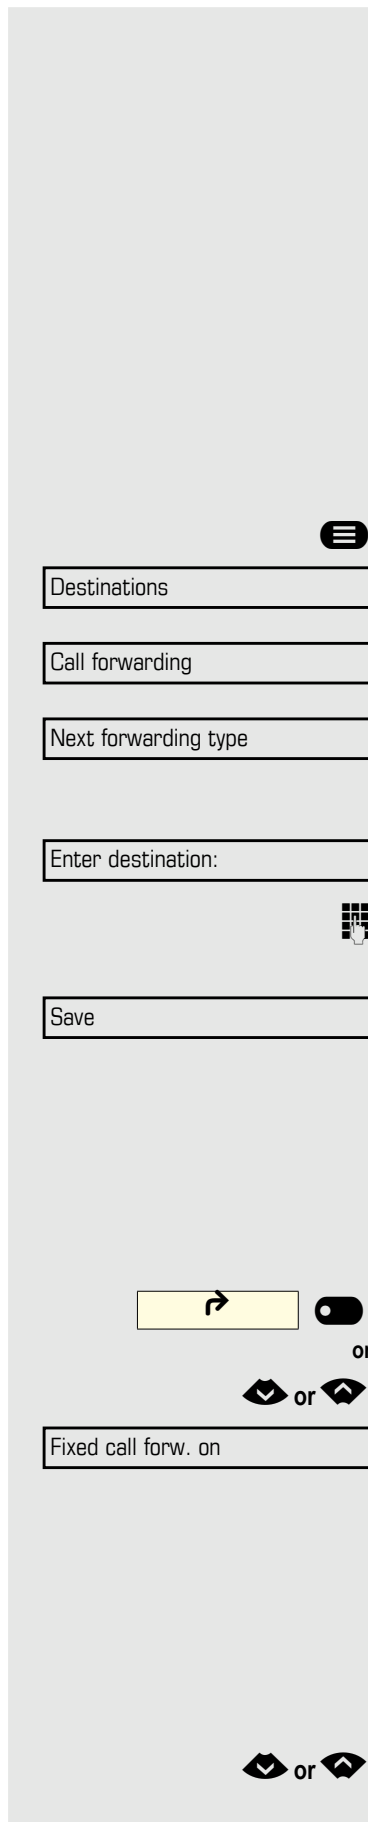 Destinations
Call forwarding
Next forwarding type
Enter destination:
Save
or
or
Fixed call forw. on
or